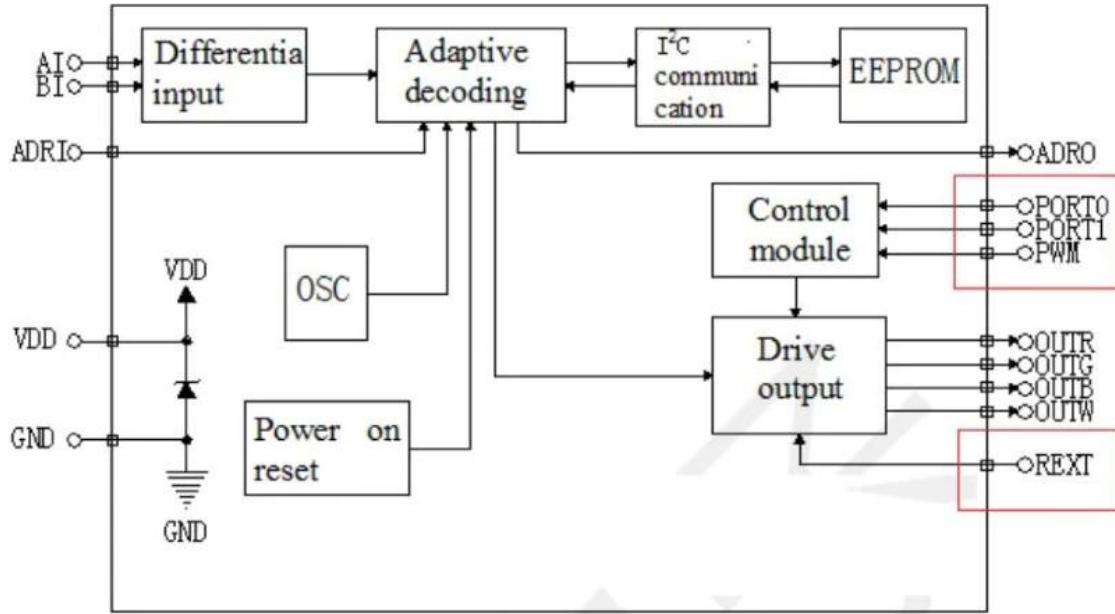 AI
BI
Differentia
input
Adaptive
decoding
I²C
communi
cation
EEPROM
ADRI
ADRO
Control
module
PORT0
PORT1
PWM
OSC
VDD
VDD
GND
GND
Power on
reset
Drive
output
OUTR
OUTG
OUTB
OUTW
REXT